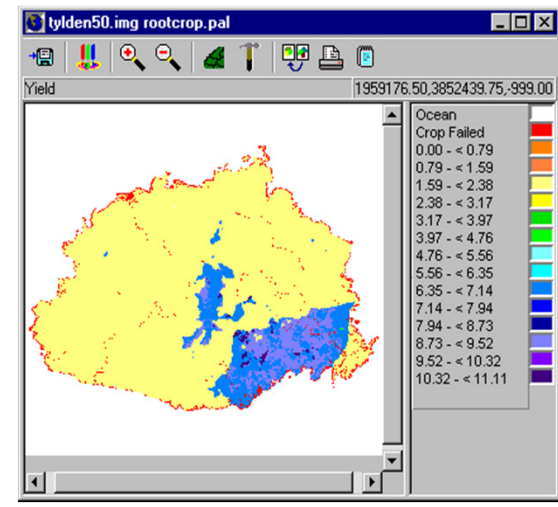 tylden50.img rootcrop.pal
Yield
1959176.50,3852439.75,-999.00
Ocean
Crop Failed
0.00 - < 0.79
0.79 - < 1.59
1.59 - < 2.38
2.38 - < 3.17
3.17 - < 3.97
3.97 - < 4.76
4.76 - < 5.56
5.56 - < 6.35
6.35 - < 7.14
7.14 - < 7.94
7.94 - < 8.73
8.73 - < 9.52
9.52 - < 10.32
10.32 - < 11.11